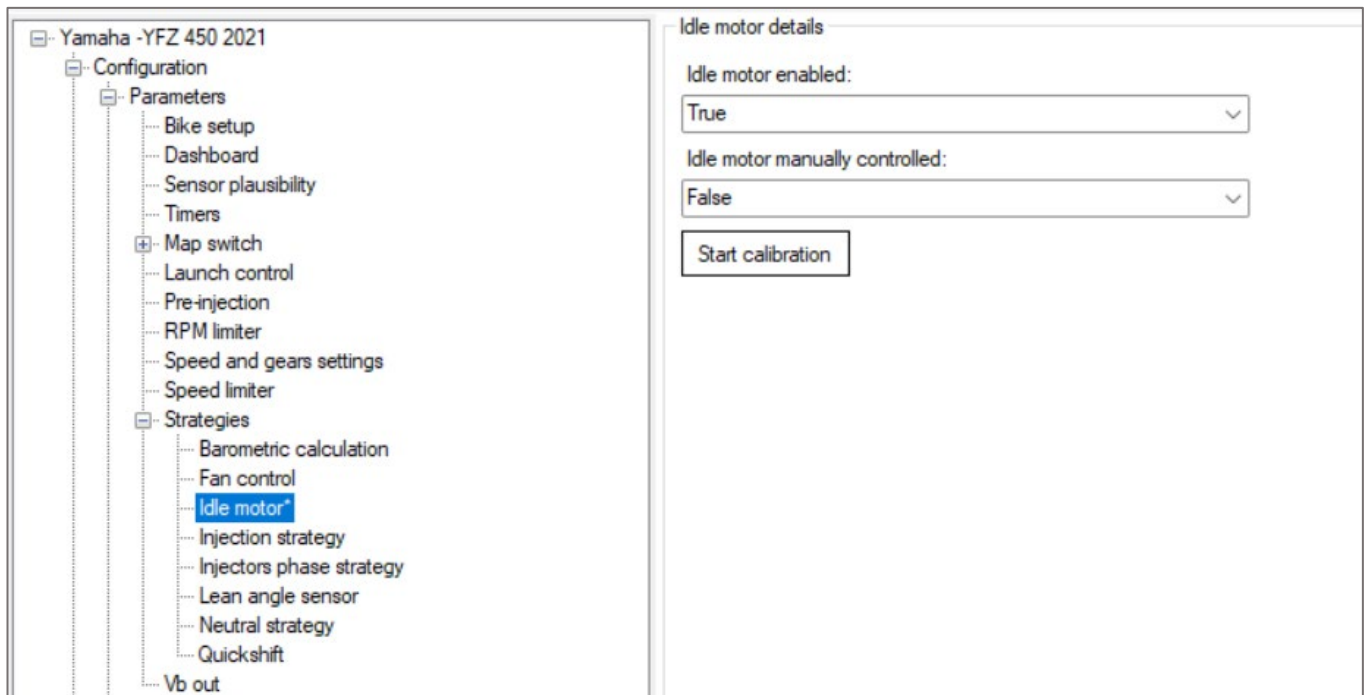 Yamaha -YFZ 450 2021
Configuration
Parameters
Bike setup
Dashboard
Sensor plausibility
Timers
Map switch
Launch control
Pre-injection
RPM limiter
Speed and gears settings
Speed limiter
Strategies
Barometric calculation
Fan control
Idle motor*
Injection strategy
Injectors phase strategy
Lean angle sensor
Neutral strategy
Quickshift
Vb out
Idle motor details
Idle motor enabled:
True
Idle motor manually controlled:
False
Start calibration